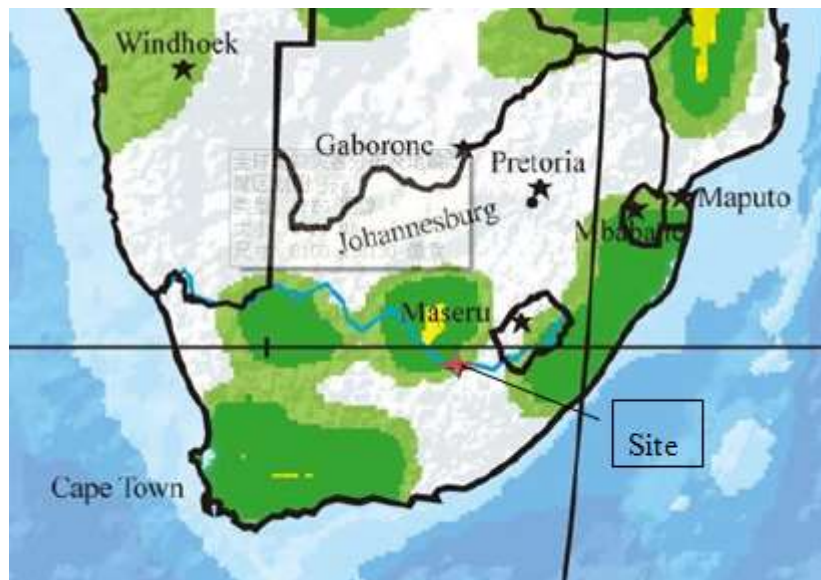 Windhoek
Gaborone
Pretoria
Johannesburg
Maputo
Mbabane
Maseru
Site
Cape Town